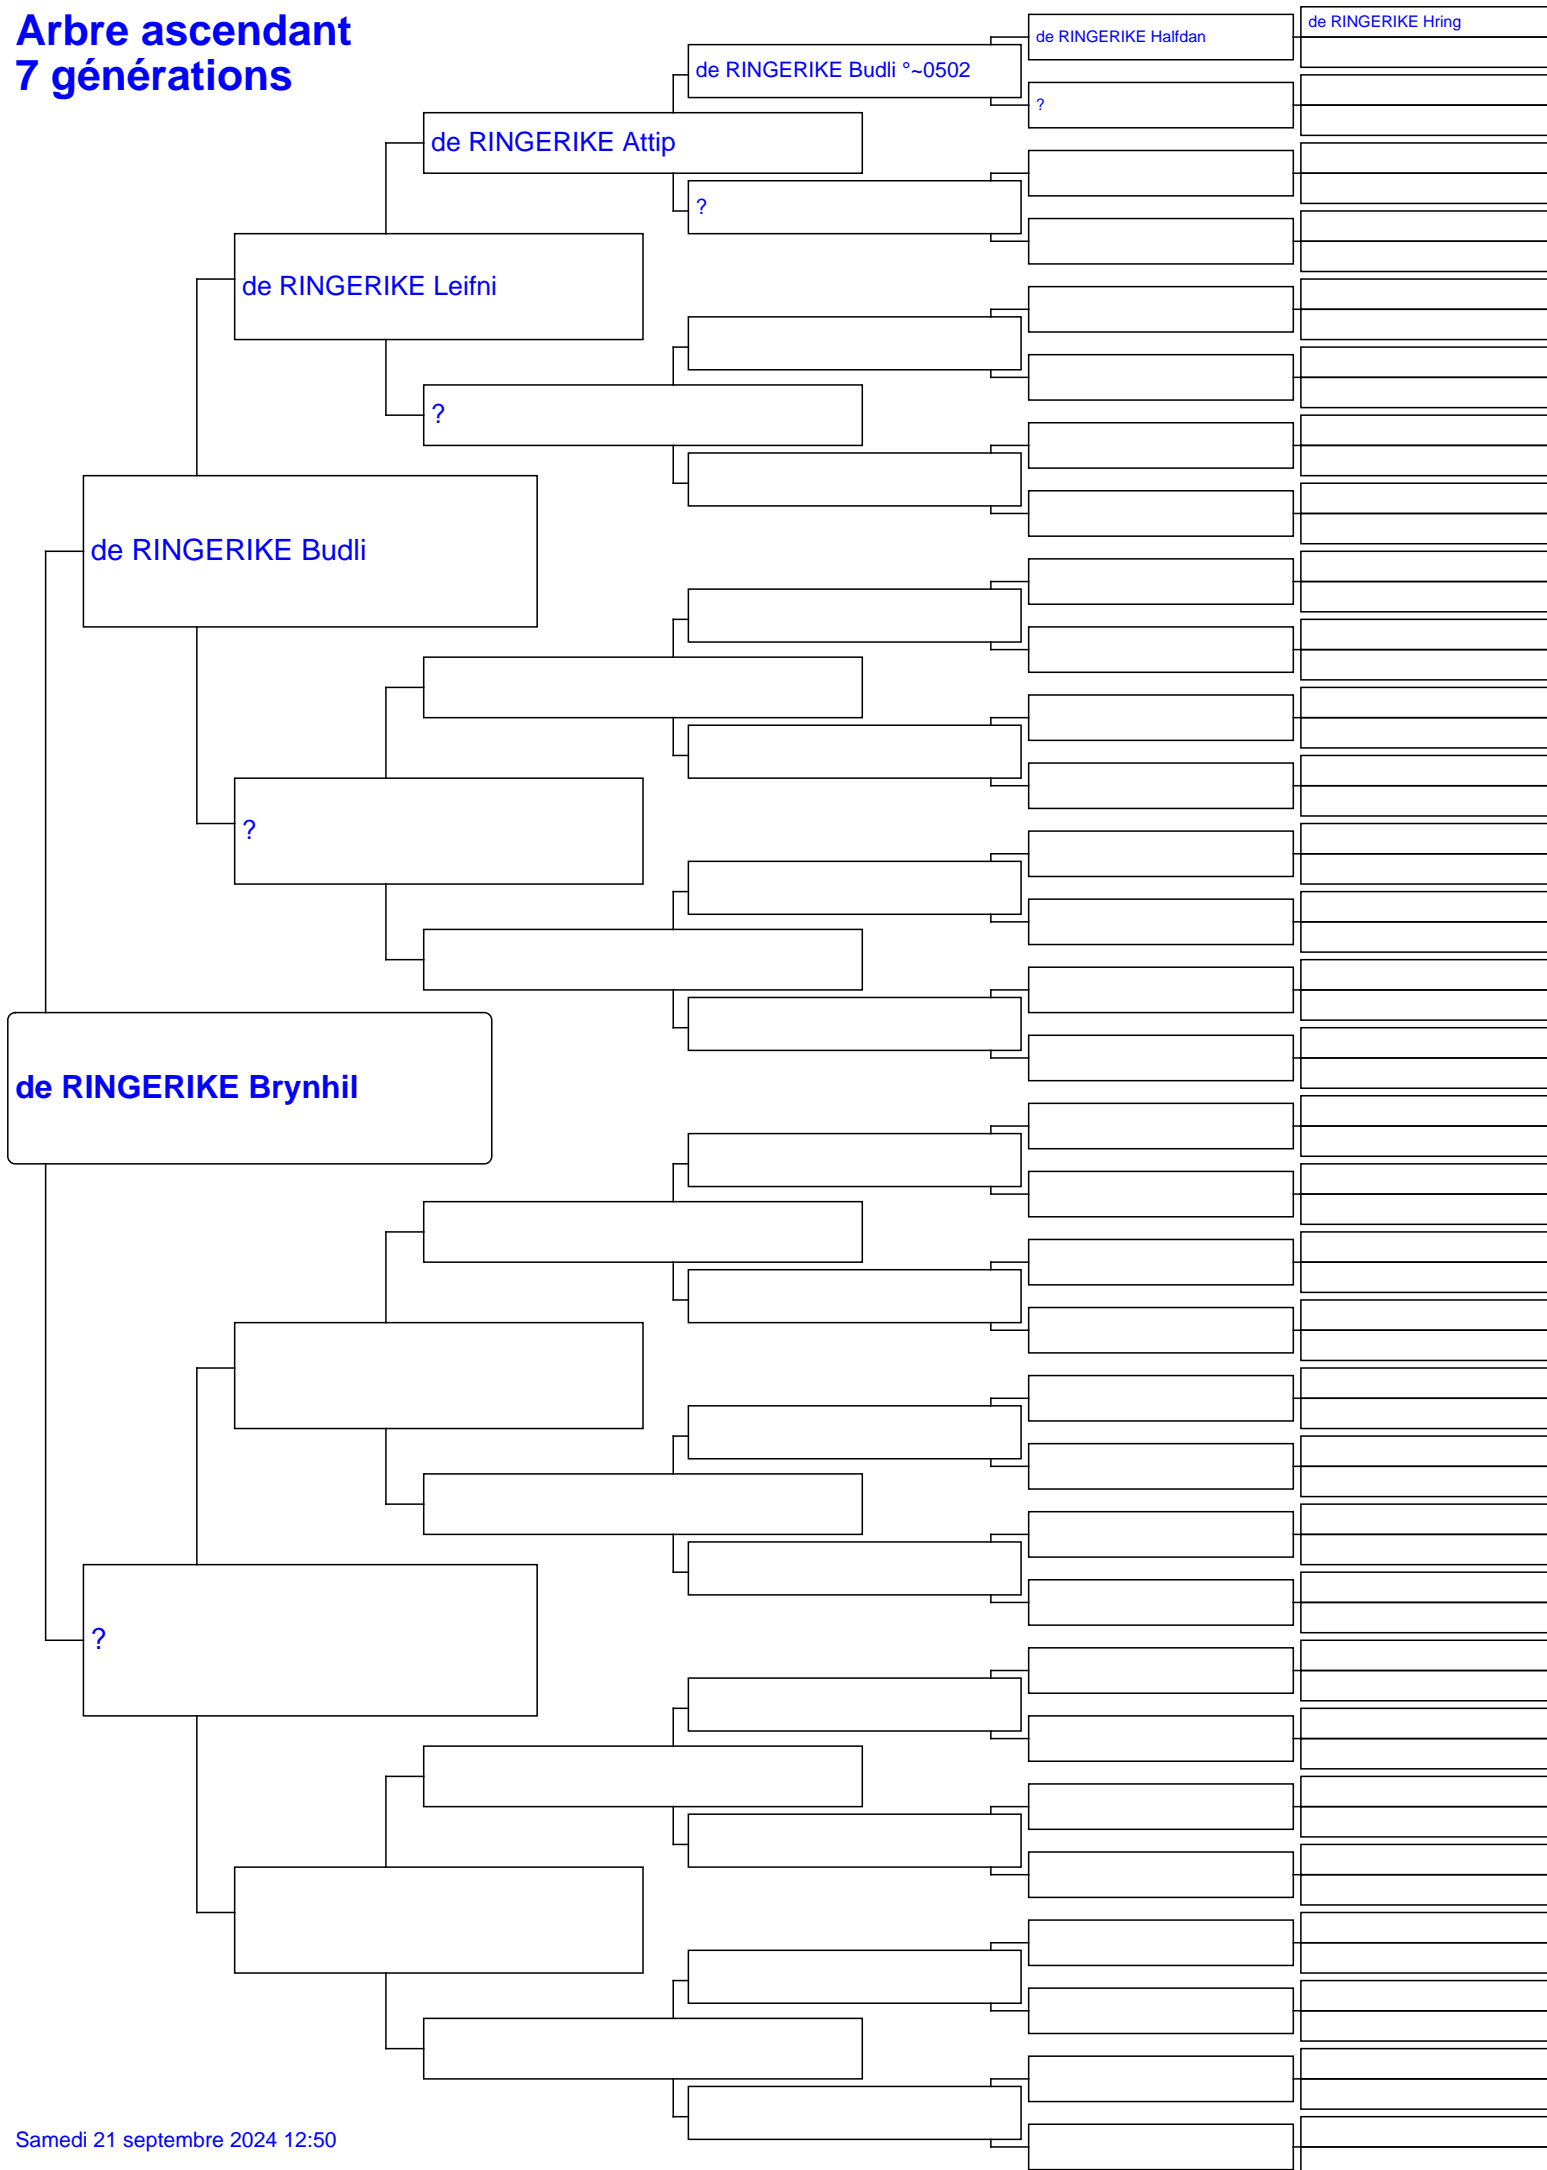 Arbre ascendant
7 générations
de RINGERIKE Hring
de RINGERIKE Halfdan
de RINGERIKE Budli °~0502
?
de RINGERIKE Attip
?
de RINGERIKE Leifni
?
de RINGERIKE Budli
?
de RINGERIKE Brynhil
?
Samedi 21 septembre 2024 12:50